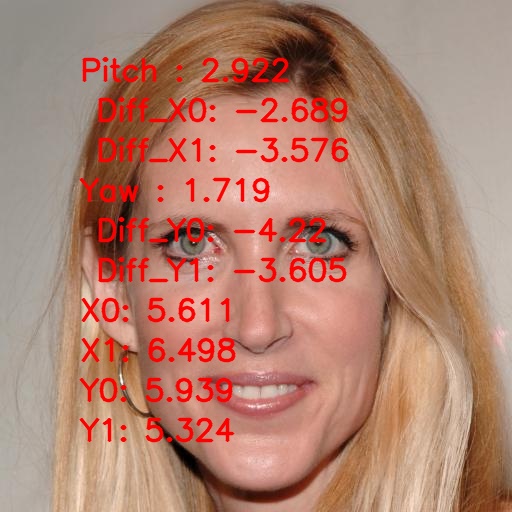 Pitch : 2.922
Diff_X0: -2.689
Diff_X1: -3.576
Yaw : 1.719
Diff_Y0: -4.22
Diff_Y1: -3.605
X0: 5.611
X1: 6.498
Y0: 5.939
Y1: 5.324